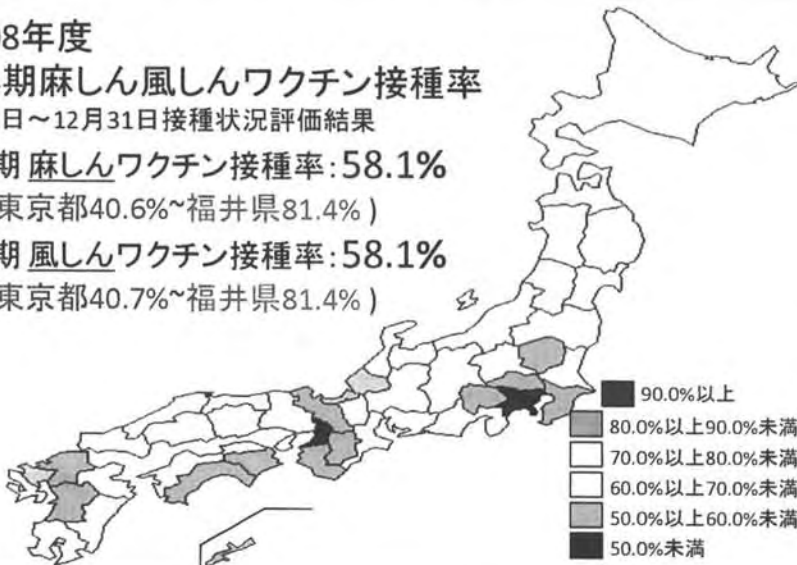 8年度
期麻しん風しんワクチン接種率
日～12月31日接種状況評価結果
期 麻しんワクチン接種率:58.1%
東京都40.6%~福井県81.4% )
期 風しんワクチン接種率:58.1%
東京都40.7%~福井県81.4% )
90.0%以上
80.0%以上90.0%未満
70.0%以上80.0%未満
60.0%以上70.0%未満
50.0%以上60.0%未満
50.0%未満